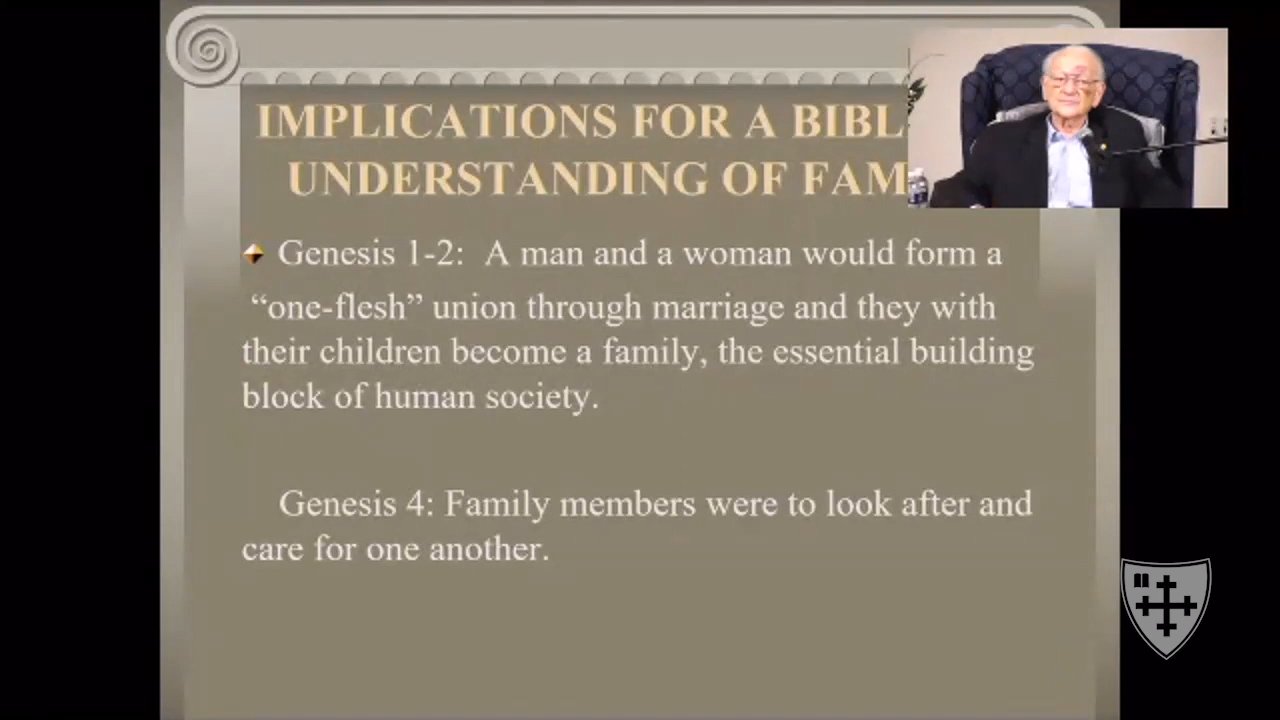 IMPLICATIONS FOR A BIBL
UNDERSTANDING OF FAM
Genesis 1-2: A man and a woman would form a
“one-flesh” union through marriage and they with
their children become a family, the essential building
block of human society.
Genesis 4: Family members were to look after and
care for one another.